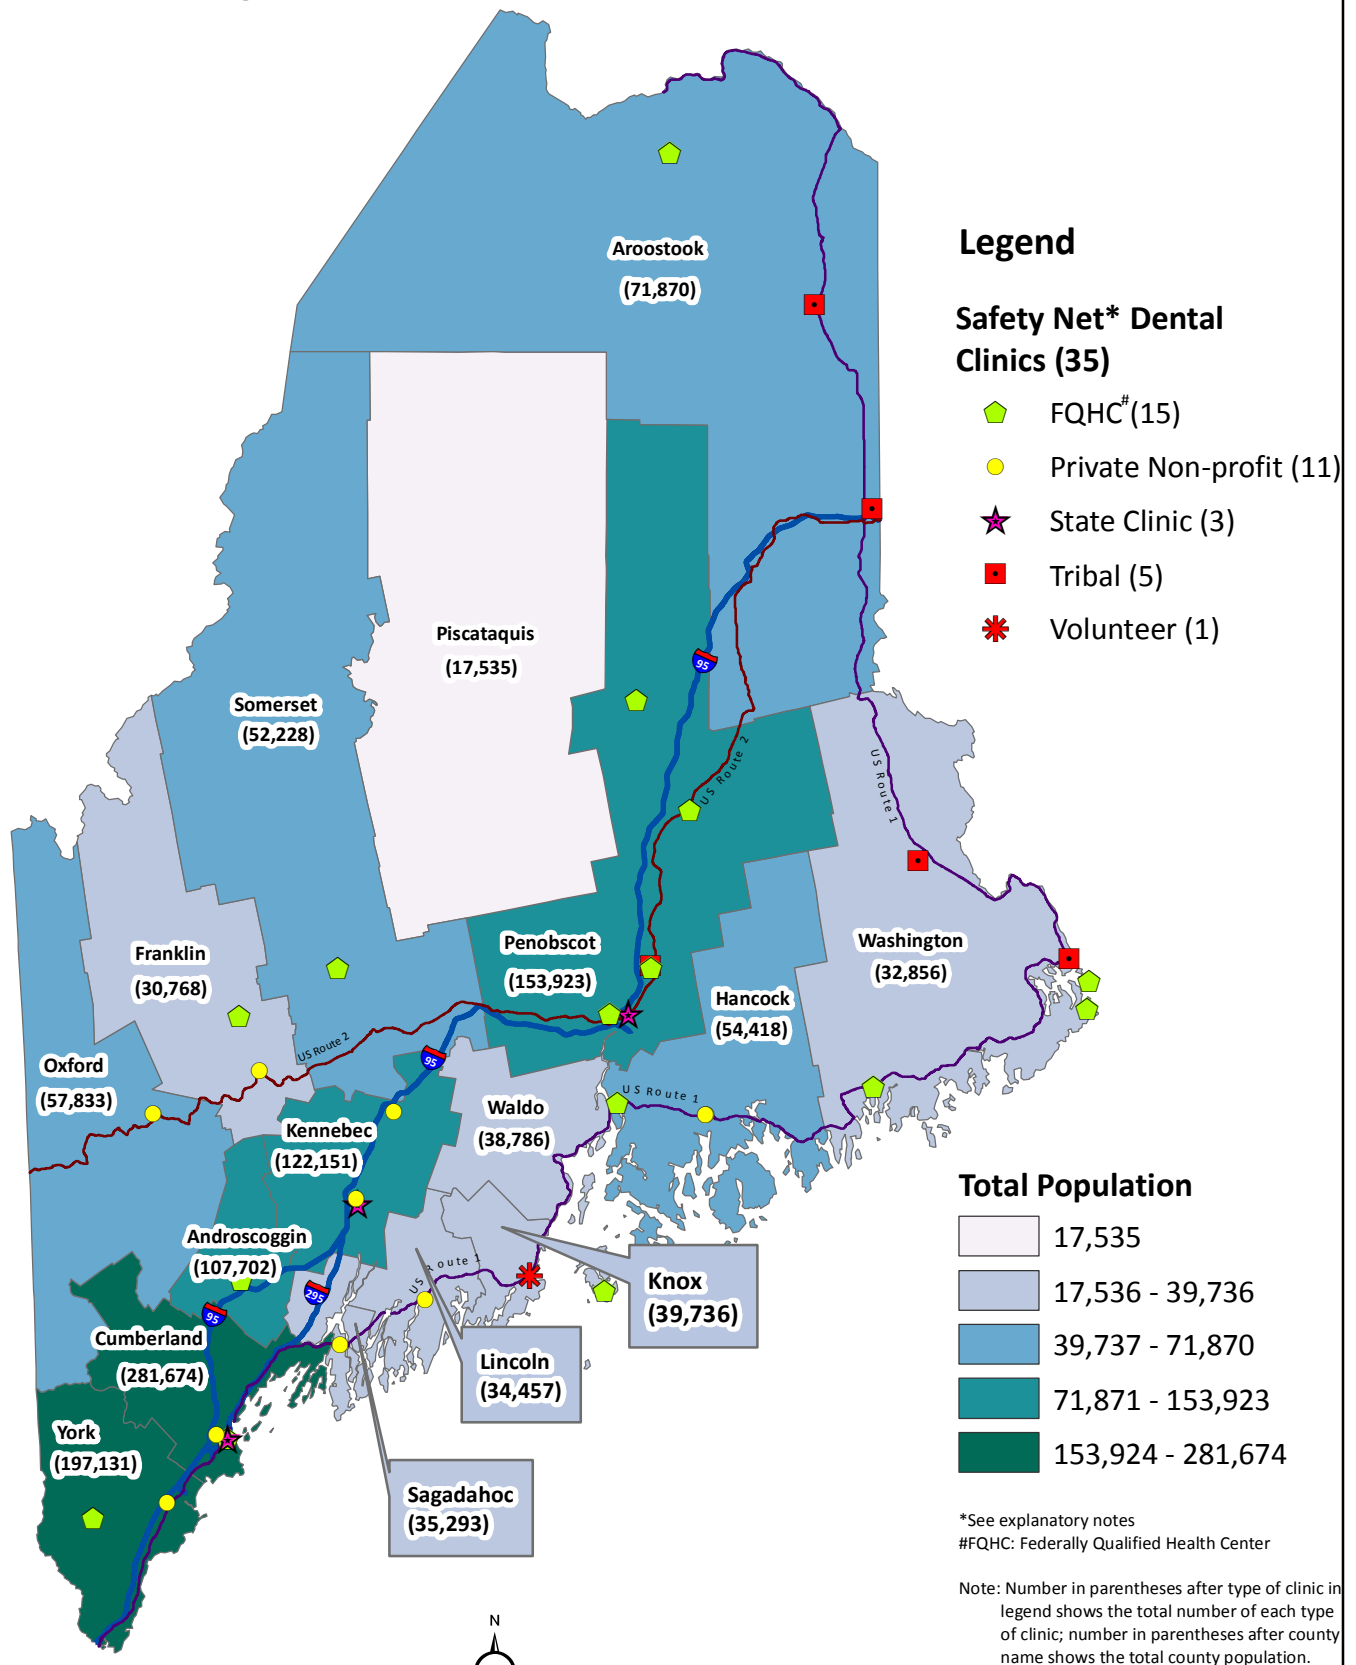 Aroostook
(71,870)
Legend
Safety Net* Dental
Clinics (35)
FQHC# (15)
Private Non-profit (11)
State Clinic (3)
Tribal (5)
Volunteer (1)
Piscataquis
(17,535)
95
Somerset
(52,228)
US Route 2
US Route 1
Franklin
(30,768)
Penobscot
(153,923)
Washington
(32,856)
Hancock
(54,418)
US Route 2
95
Oxford
(57,833)
US Route 1
Waldo
(38,786)
Kennebec
(122,151)
Androscoggin
(107,702)
US Route 1
295
95
Knox
(39,736)
Cumberland
(281,674)
Lincoln
(34,457)
York
(197,131)
Sagadahoc
(35,293)
Total Population
17,535
17,536 - 39,736
39,737 - 71,870
71,871 - 153,923
153,924 - 281,674
*See explanatory notes
#FQHC: Federally Qualified Health Center
Note: Number in parentheses after type of clinic in
legend shows the total number of each type
of clinic; number in parentheses after county
name shows the total county population.
N